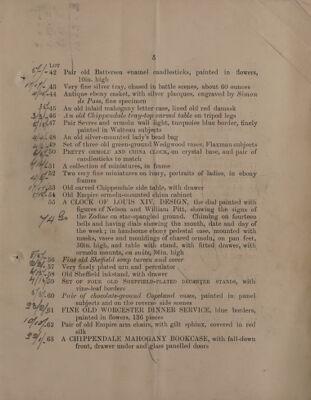 5
LOT
42 Pair old Battersea enamel candlesticks, painted in flowers,
10in. high
43 Very fine silver tray, chased in battle scenes, about 60 ounces
44 Antique ebony casket, with silver plaques, engraved by Simon
de Pass, fine specimen
45 An old inlaid mahogany letter-case, lined old red damask
46 An old Chippendale tray-top carved table on tripod legs
47 Pair Sevres and ormolu wall light, turquoise blue border, finely
painted in Watteau subjects
48 An old silver-mounted lady's bead bag
49 Set of three old green-ground Wedgwood vases, Flaxman subjects
50 PRETTY ORMOLU AND CHINA CLOCK, on crystal base, and pair of
candlesticks to match
51 A collection of miniatures, in frames
52 Two very fine miniatures on ivory, portraits of ladies, in ebony
frames
53 Old carved Chippendale side table, with drawer
54 Old Empire ormolu-mounted china cabinet
55 A CLOCK OF LOUIS XIV. DESIGN, the dial painted with
figures of Nelson and William Pitt, showing the signs of
the Zodiac on star-spangled ground. Chiming on fourteen
bells and having dials showing the month, date and day of
the week; in handsome ebony pedestal case, mounted with
masks, vases and mouldings of chased ormolu, on paw feet,
30in. high, and table with stand, with fitted drawer, with
ormolu mounts, en suite, 36in. high
56 Fine old Sheffield soup tureen and cover
57 Very finely plated urn and percolator
58 Old Sheffield inkstand, with drawer
59 SET OF FOUR OLD SHEFFIELD-PLATED DECANTER STANDS, with
vine-leaf borders
60 Pair of chocolate-ground Copeland vases, painted in panel
subjects and on the reverse side scenes
61 FINE OLD WORCESTER DINNER SERVICE, blue borders,
painted in flowers, 136 pieces
62 Pair of old Empire arm chairs, with gilt sphinx, covered in red
silk
63 A CHIPPENDALE MAHOGANY BOOKCASE, with fall-down
front, drawer under and glass panelled doors